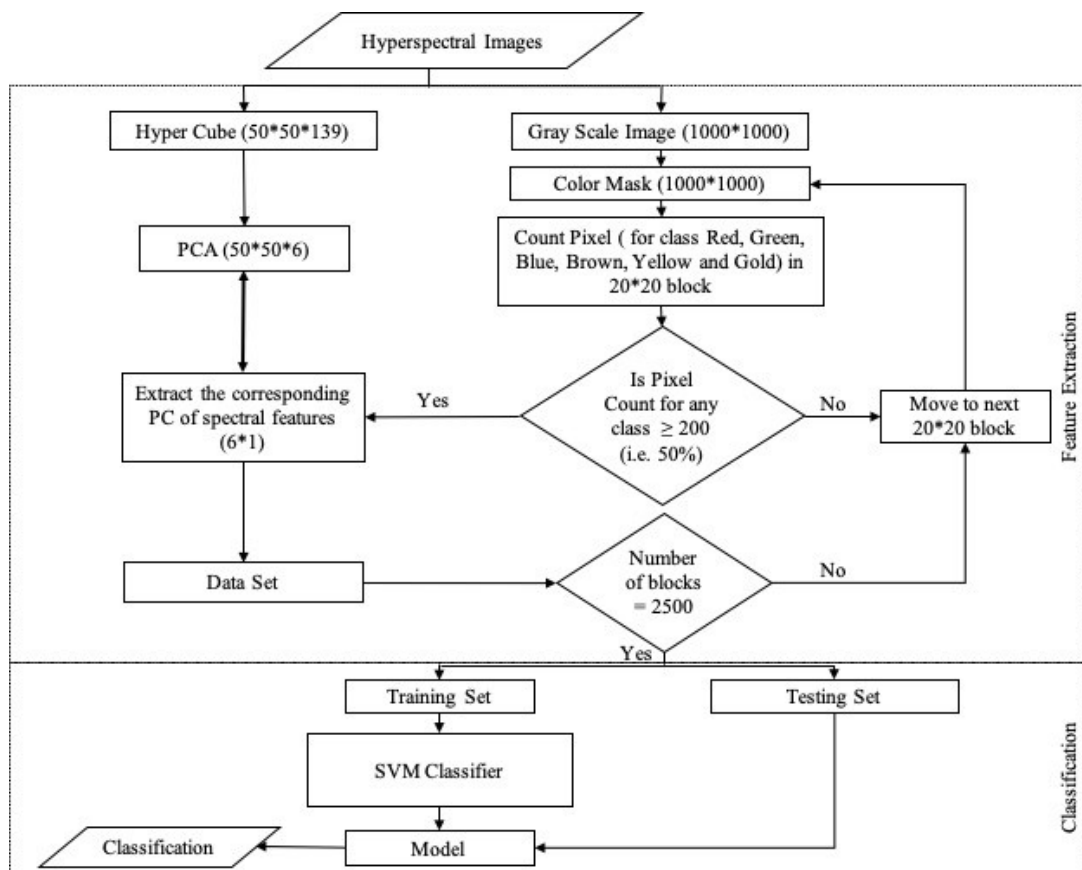 Hyperspectral Images
Hyper Cube (50*50*139)
Gray Scale Image (1000*1000)
Color Mask (1000*1000)
PCA (50*50*6)
Count Pixel ( for class Red, Green,
Blue, Brown, Yellow and Gold) in
20*20 block
Extract the corresponding
PC of spectral features
(6*1)
Yes
Is Pixel
Count for any
class ≥ 200
(i.e. 50%)
No
Move to next
20*20 block
Feature Extraction
Data Set
Number
of blocks
= 2500
No
Yes
Training Set
Testing Set
SVM Classifier
Classification
Model
Classification